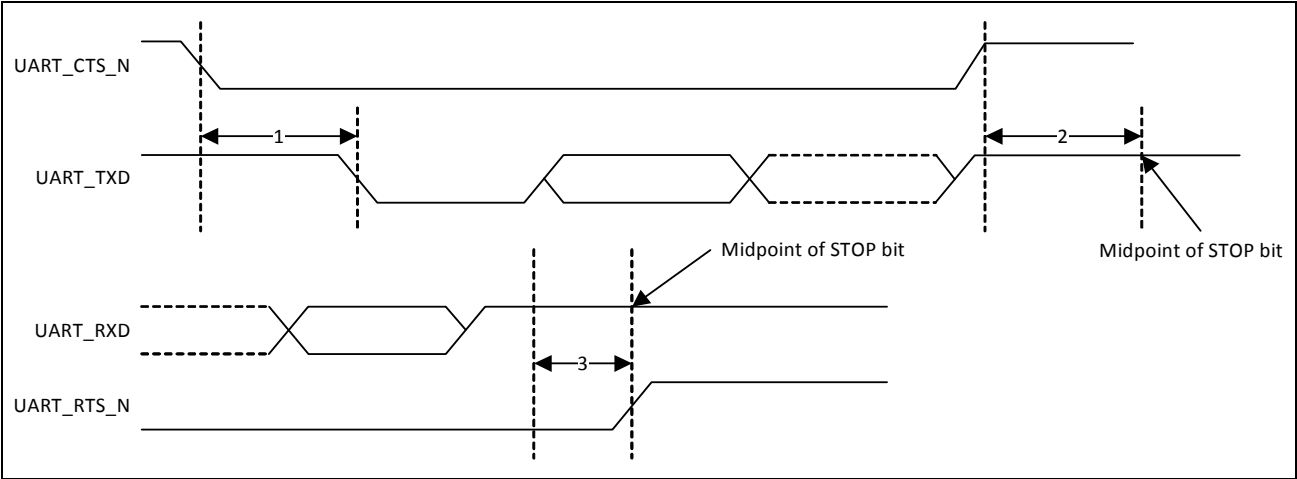 UART_CTS_N
1
2
UART_TXD
Midpoint of STOP bit
Midpoint of STOP bit
UART_RXD
3
UART_RTS_N